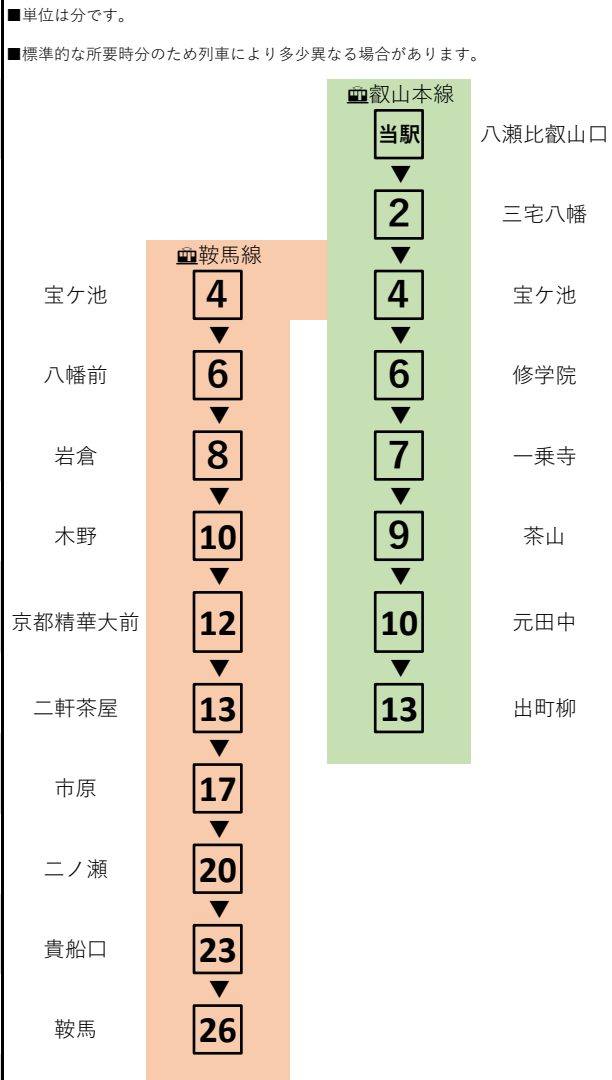 ■単位は分です。
■標準的な所要時分のため列車により多少異なる場合があります。
叡山本線
当駅 八瀬比叡山口
▼
2 三宅八幡
▼
4 宝ケ池
▼
6 修学院
▼
7 一乗寺
▼
9 茶山
▼
10 元田中
▼
13 出町柳
鞍馬線
宝ケ池 4
▼
八幡前 6
▼
岩倉 8
▼
木野 10
▼
京都精華大前 12
▼
二軒茶屋 13
▼
市原 17
▼
二ノ瀬 20
▼
貴船口 23
▼
鞍馬 26